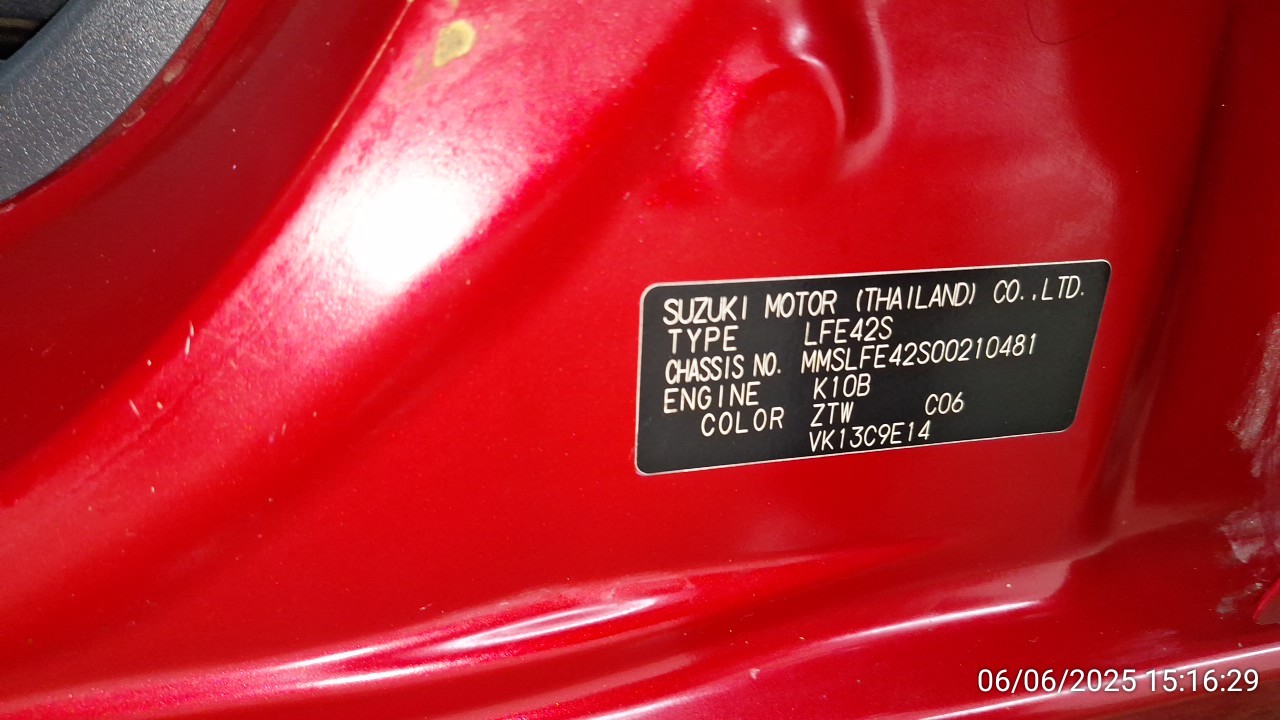 SUZUKI MOTOR (THAILAND) CO.,LTD.
TYPE LFE42S
CHASSIS NO. MMSLFE42S00210481
ENGINE K10B
COLOR ZTW C06
VK13C9E14
06/06/2025 15:16:29